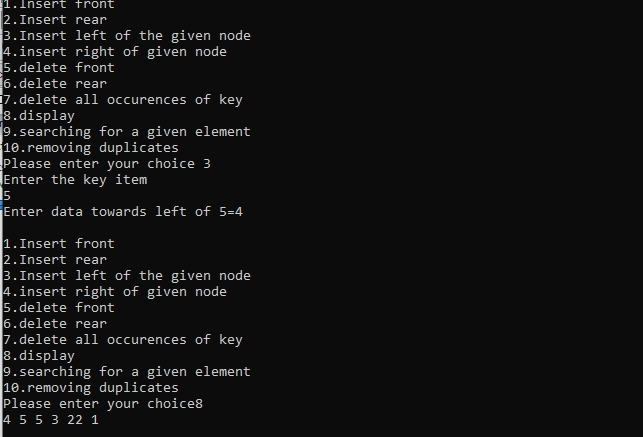 1.Insert front
2.Insert rear
3.Insert left of the given node
4.insert right of given node
5.delete front
6.delete rear
7.delete all occurences of key
8.display
9.searching for a given element
10.removing duplicates
Please enter your choice 3
Enter the key item
5
Enter data towards left of 5=4
1.Insert front
2.Insert rear
3.Insert left of the given node
4.insert right of given node
5.delete front
6.delete rear
7.delete all occurences of key
8.display
9.searching for a given element
10.removing duplicates
Please enter your choice8
4 5 5 3 22 1